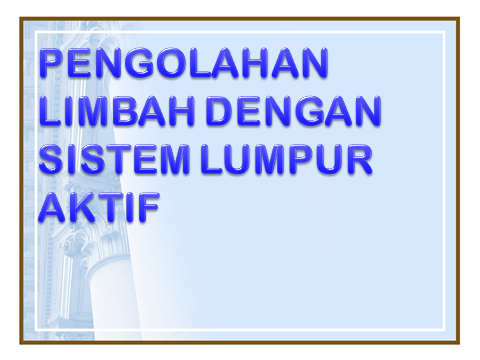 PENGOLAHAN
LIMBAH DENGAN
SISTEM LUMPUR
AKTIF